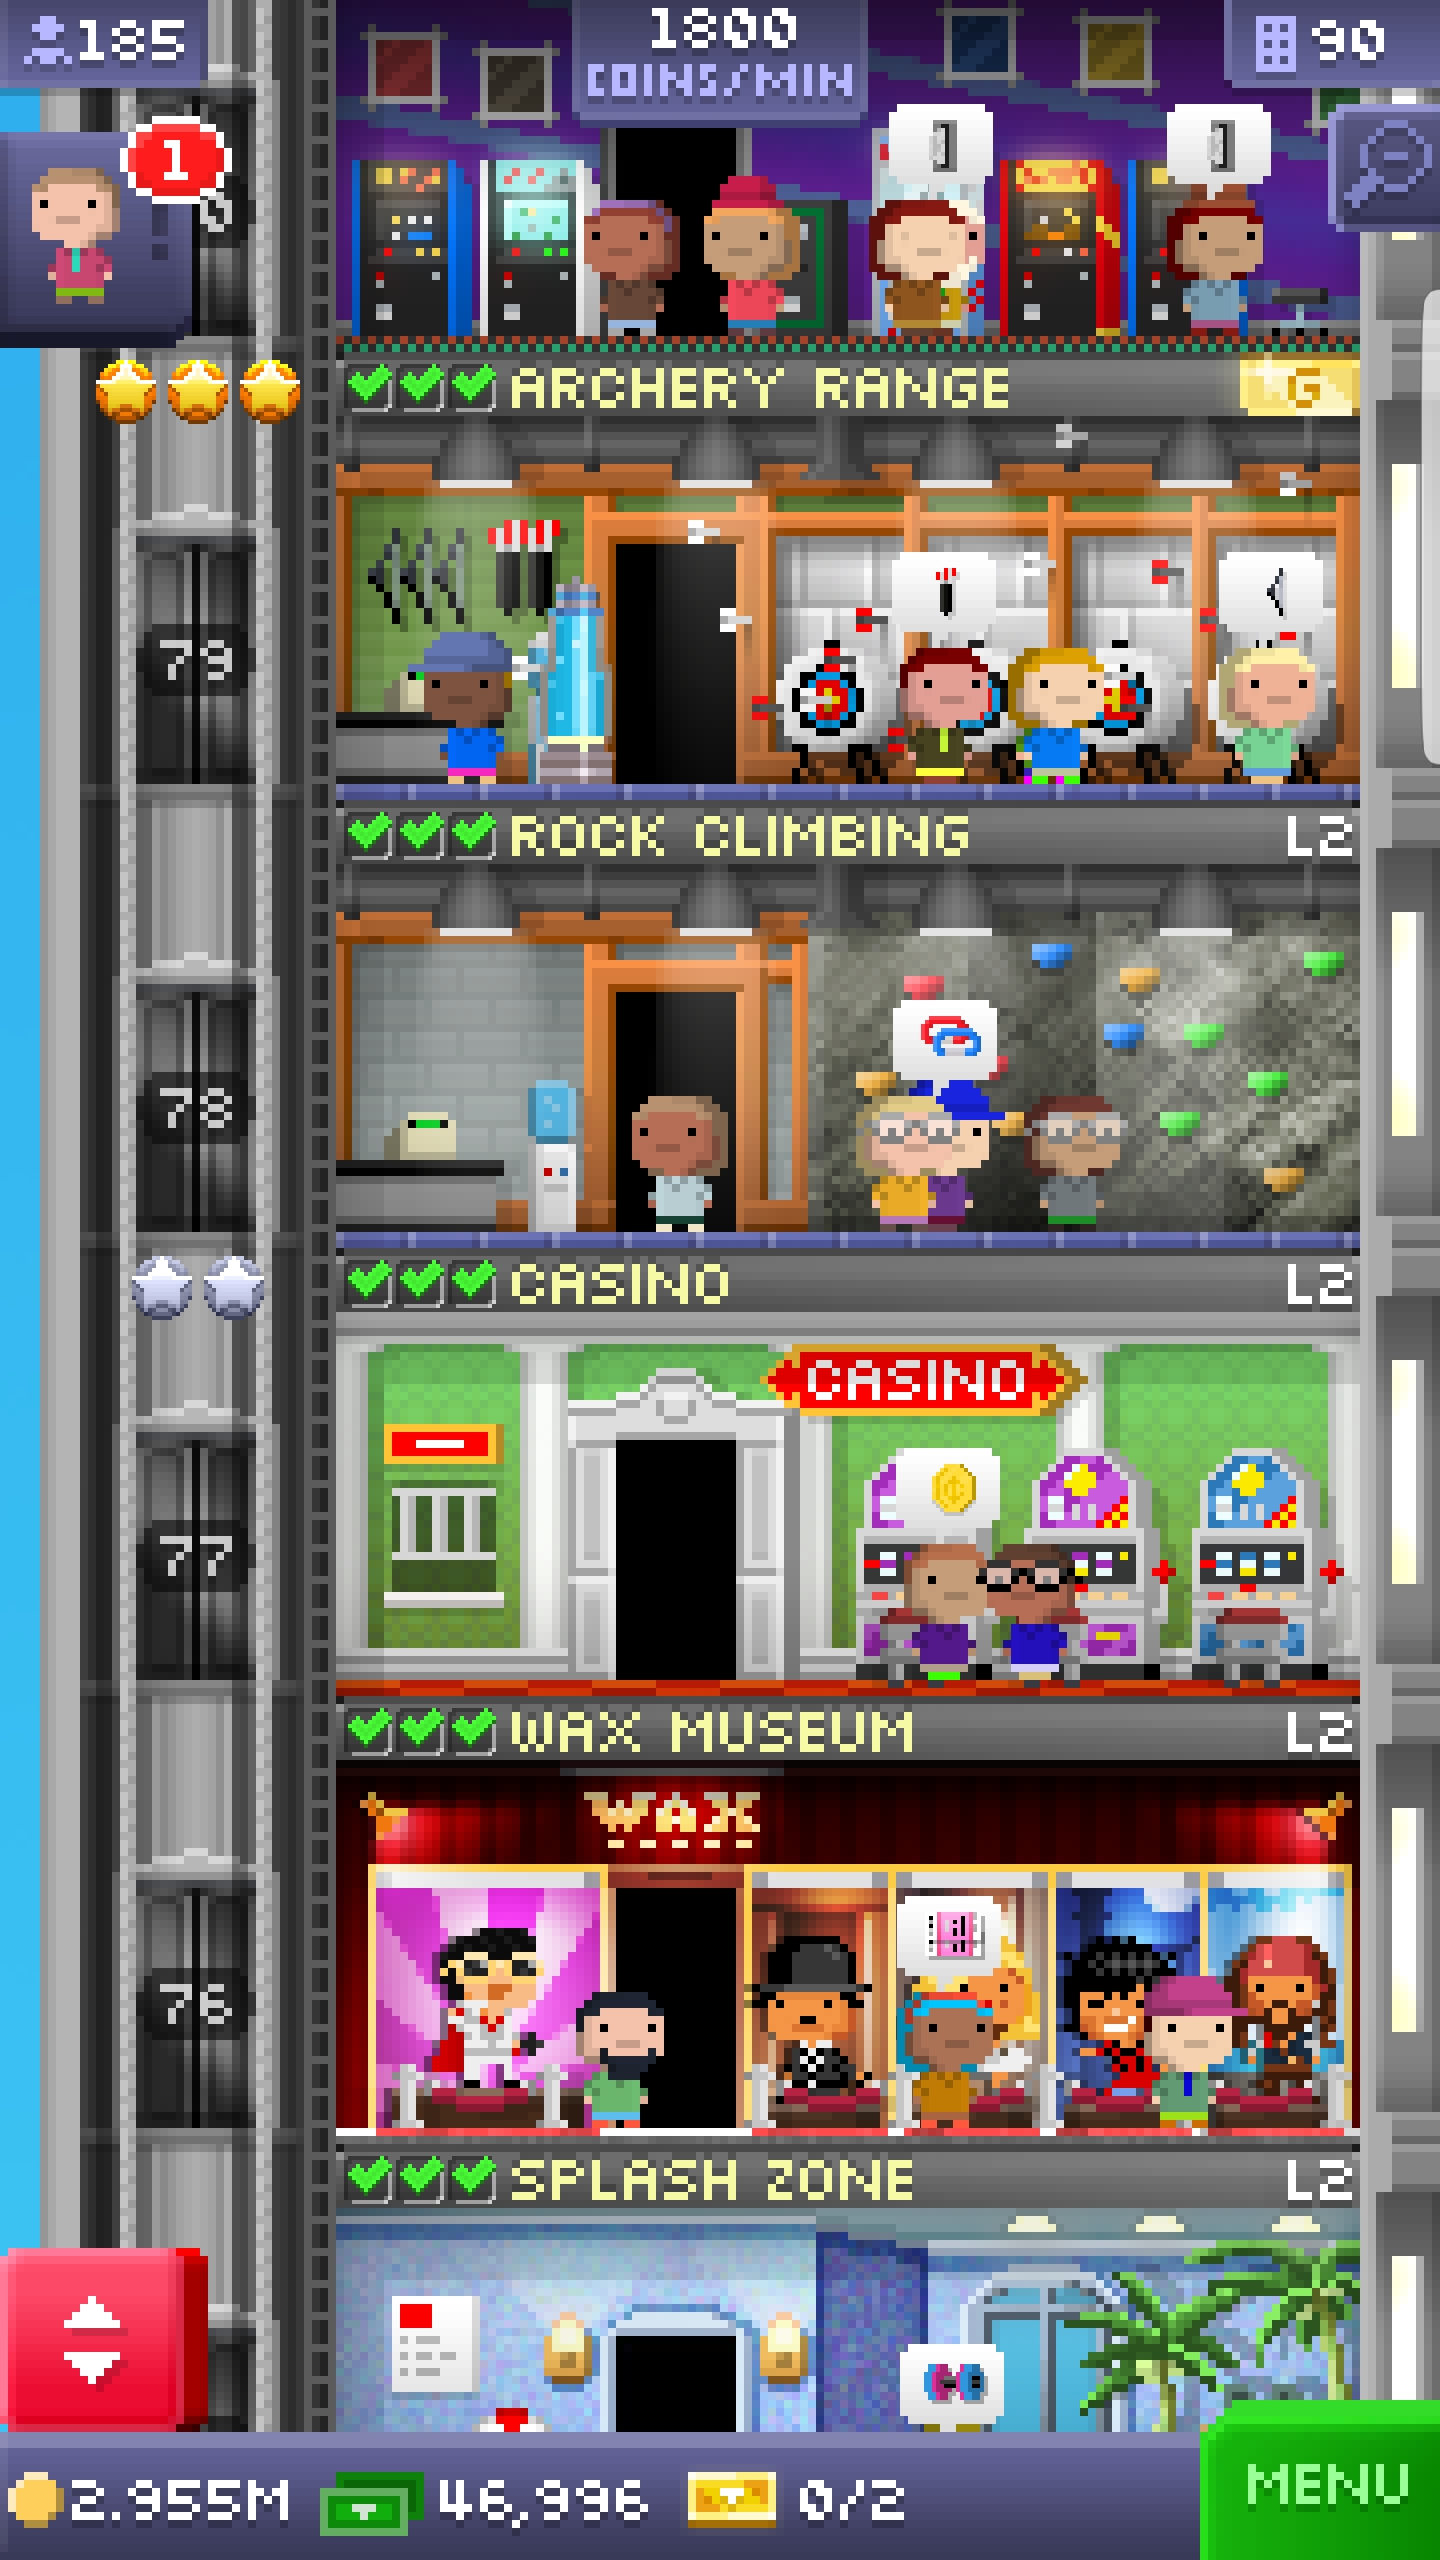 185
1800
COINS/MIN
90
1
ARCHERY RANGE
G
79
ROCK CLIMBING L2
78
CASINO L2
CASINO
77
WAX MUSEUM L2
WAX
76
SPLASH ZONE L2
2.955M 46,996 0/2
MENU